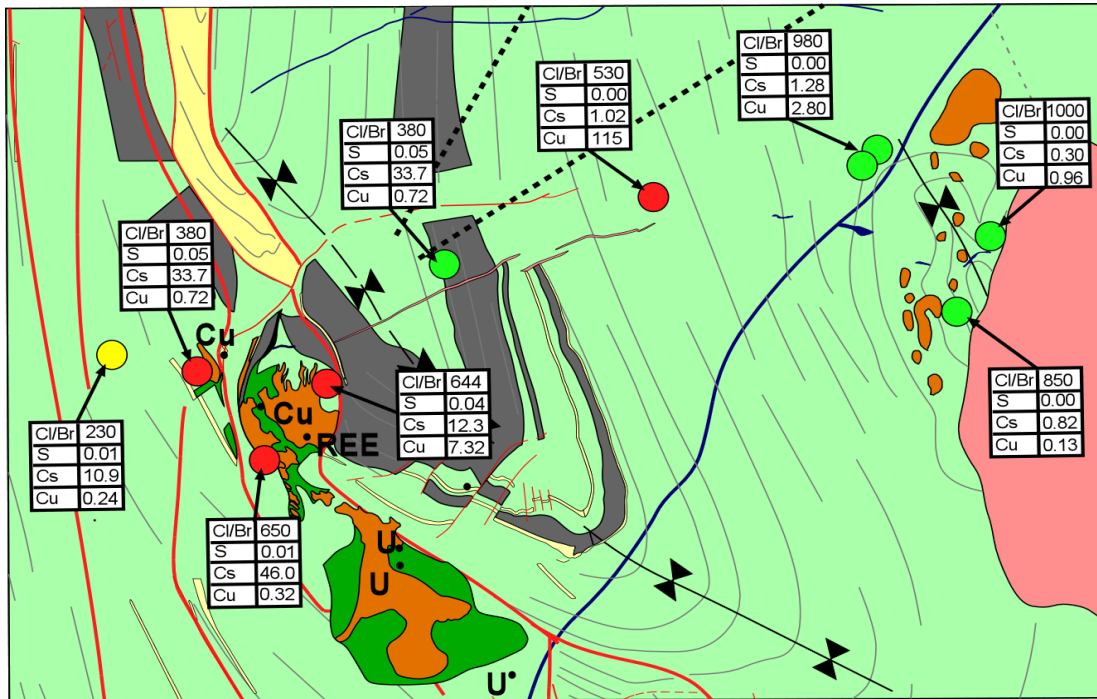 Cl/Br 980
S 0.00
Cs 1.28
Cu 2.80
Cl/Br 530
S 0.00
Cs 1.02
Cu 115
Cl/Br 1000
S 0.00
Cs 0.30
Cu 0.96
Cl/Br 380
S 0.05
Cs 33.7
Cu 0.72
Cl/Br 380
S 0.05
Cs 33.7
Cu 0.72
Cu
Cl/Br 644
S 0.04
Cs 12.3
Cu 7.32
Cl/Br 850
S 0.00
Cs 0.82
Cu 0.13
Cu
REE
Cl/Br 230
S 0.01
Cs 10.9
Cu 0.24
Cl/Br 650
S 0.01
Cs 46.0
Cu 0.32
U
U
U